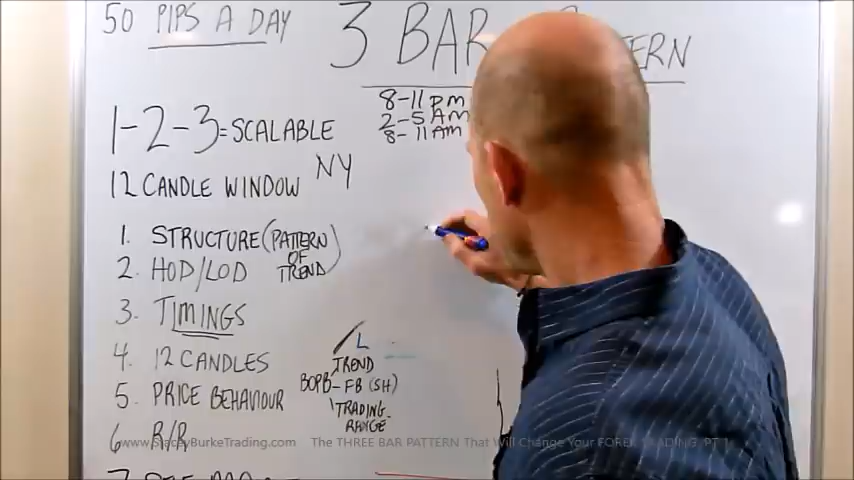 50 PIPS A DAY
3 BAR ERN
8-11 PM
2-5 AM
8-11 AM
1-2-3=SCALABLE
12 CANDLE WINDOW NY
1. STRUCTURE (PATTERN OF TREND)
2. HOD/LOD
3. TIMINGS
4. 12 CANDLES
5. PRICE BEHAVIOUR
6 R/R
L
TREND
BOPB-FB (SH)
TRADING
RANGE
www.StaceyBurkeTrading.com The THREE BAR PATTERN That Will Change Your FOREX TRADING PT 1